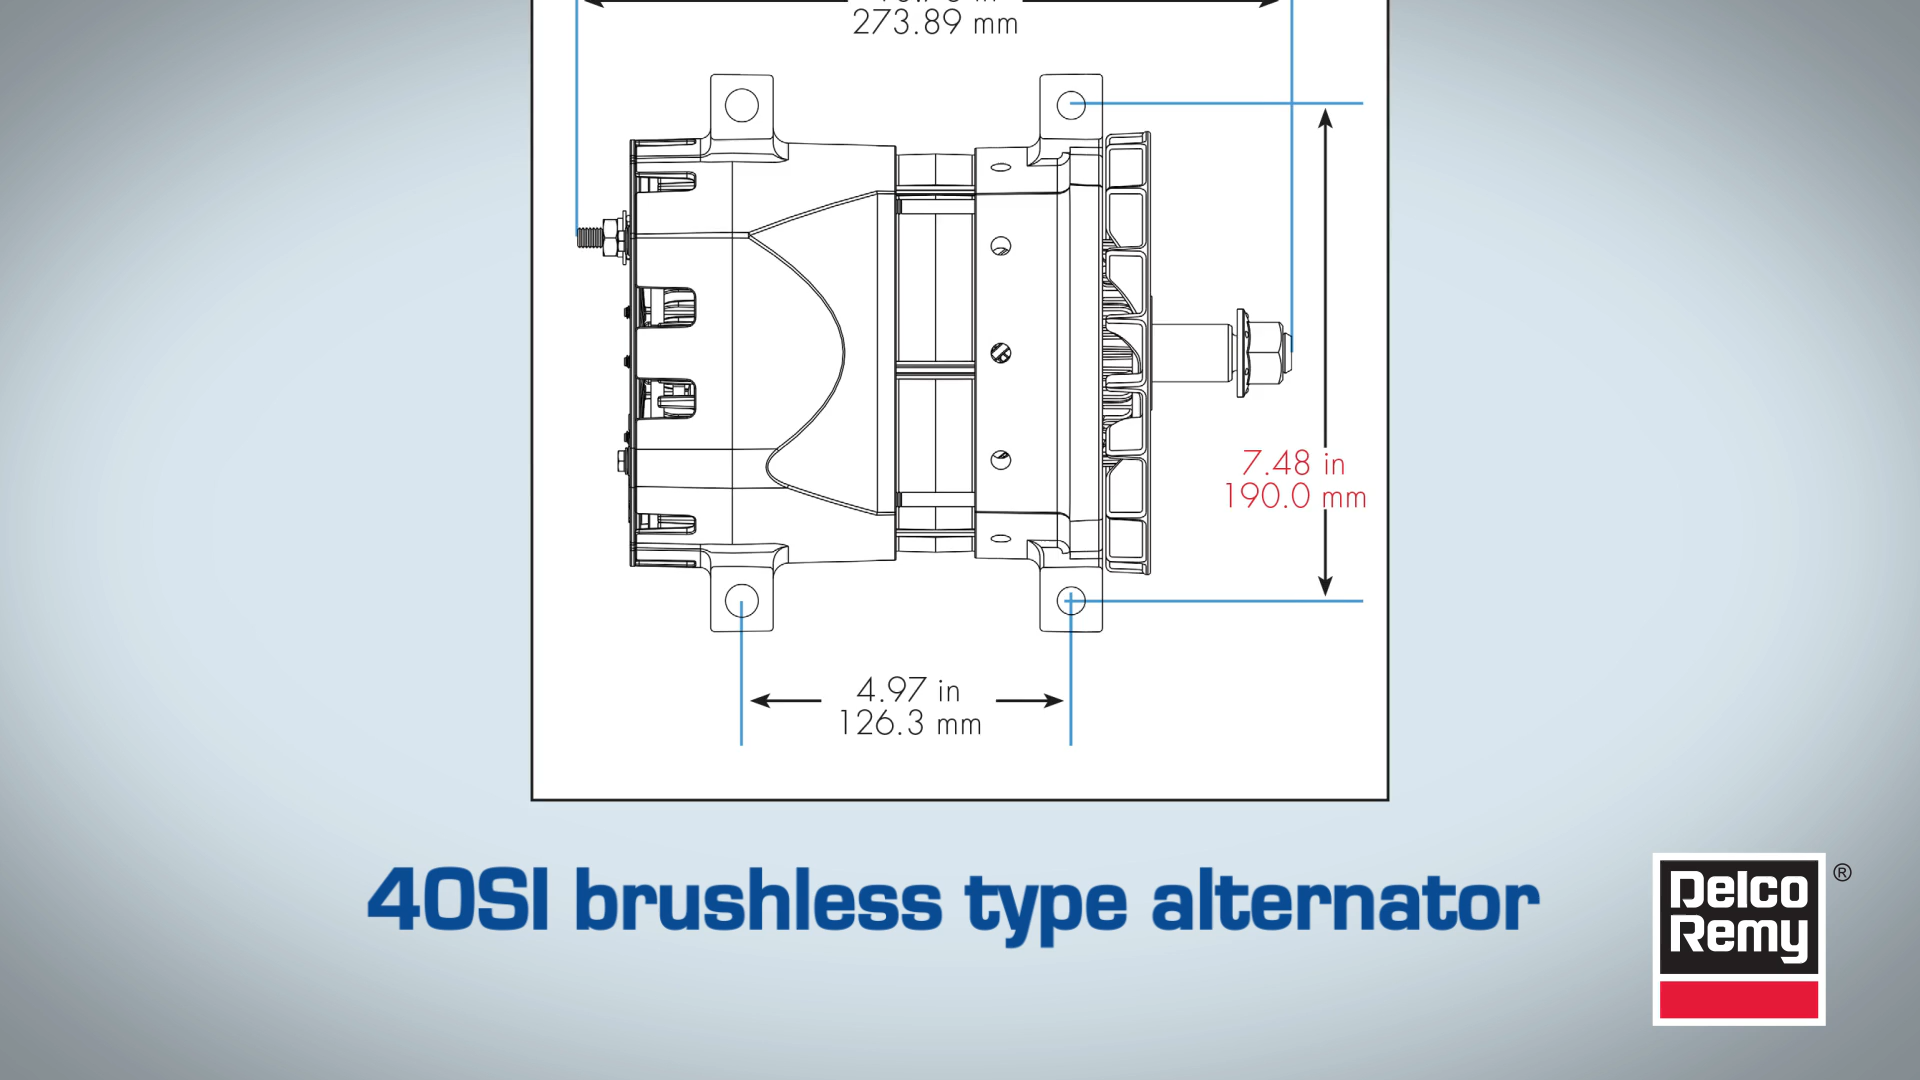 273.89 mm
7.48 in
190.0 mm
4.97 in
126.3 mm
40SI brushless type alternator
Delco
Remy
®